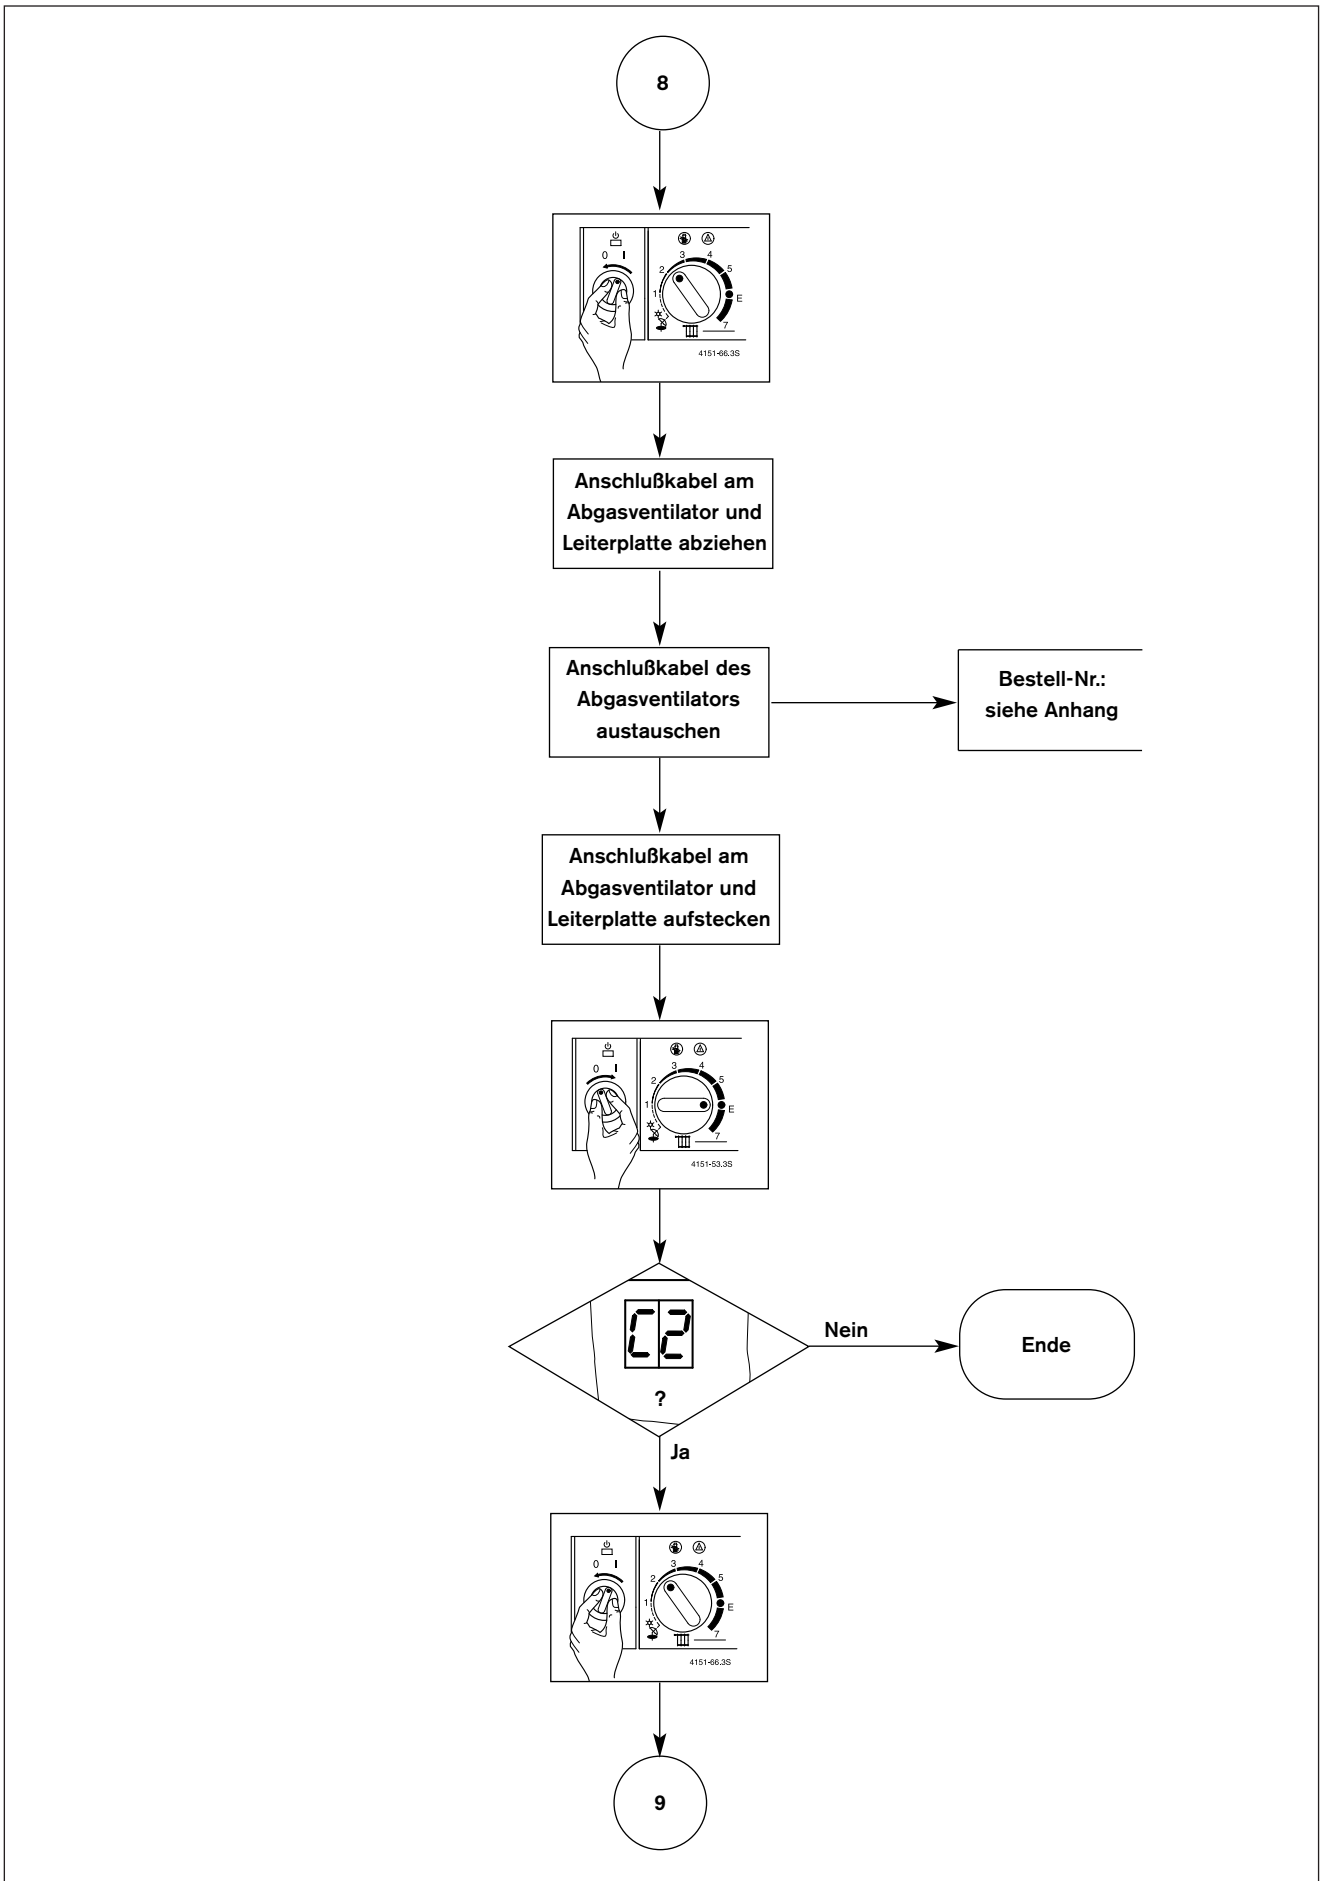 8
0 I
3 4
2 5
1 E
7
4151-66.3S
Anschlußkabel am
Abgasventilator und
Leiterplatte abziehen
Anschlußkabel des
Abgasventilators
austauschen
Bestell-Nr.:
siehe Anhang
Anschlußkabel am
Abgasventilator und
Leiterplatte aufstecken
0 I
3 4
2 5
1 E
7
4151-53.3S
C2
?
Nein
Ende
Ja
0 I
3 4
2 5
1 E
7
4151-66.3S
9